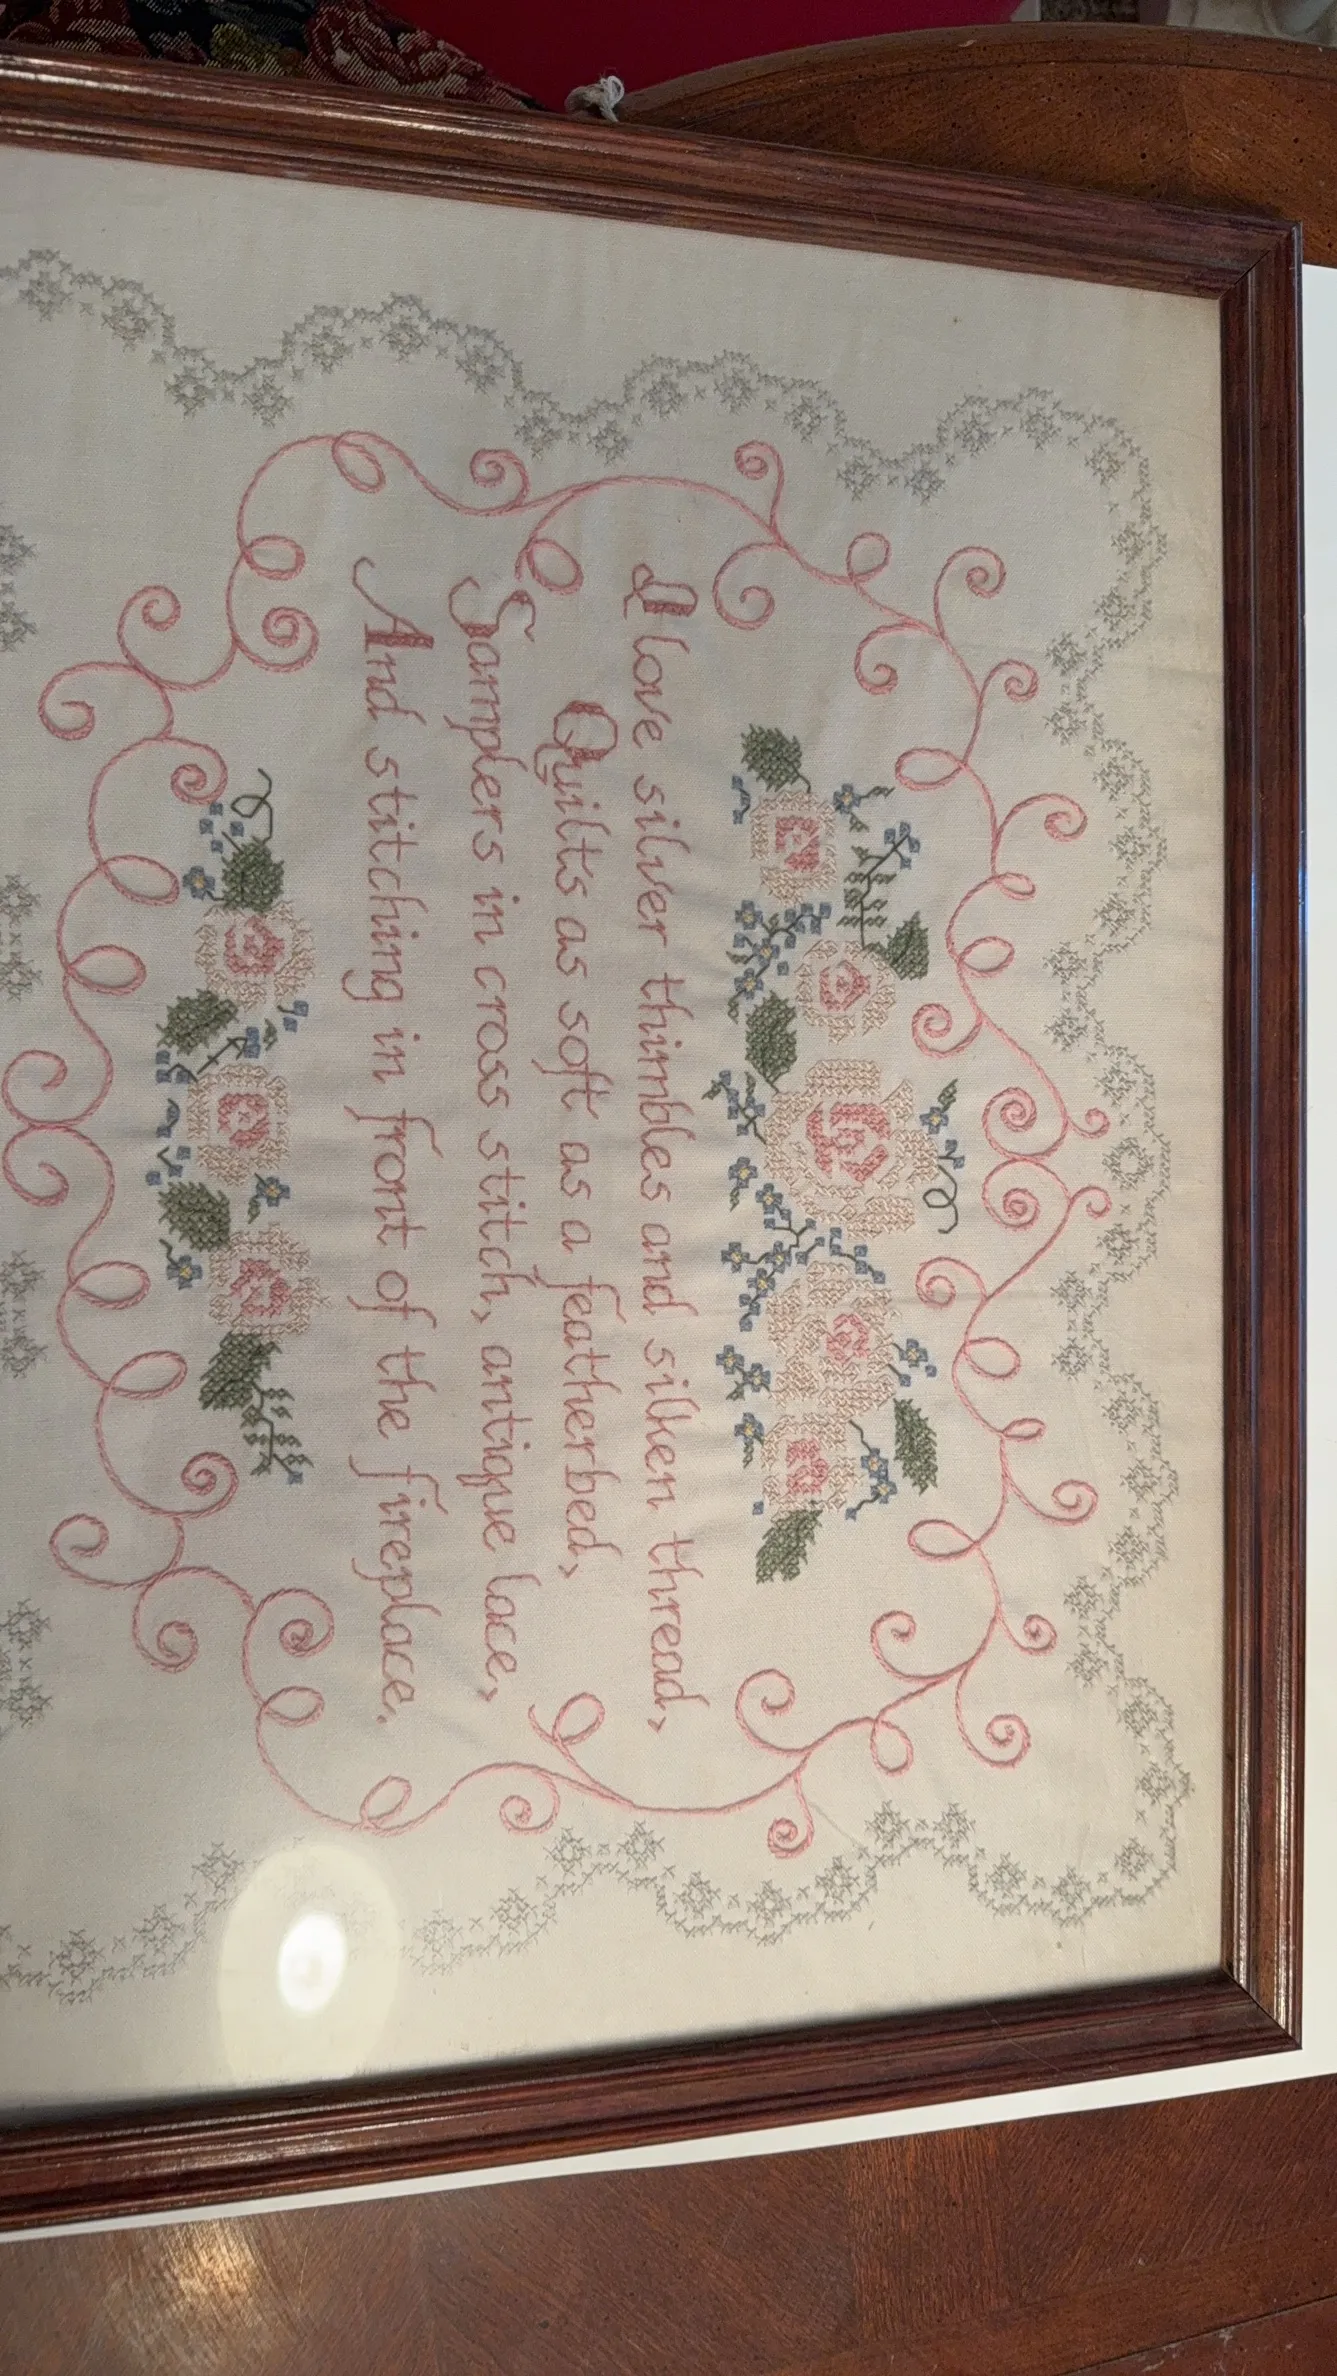 I love silver thimbles and silken thread,
Quilts as soft as a featherbed,
Samplers in cross stitch, antique lace,
And stitching in front of the fireplace.